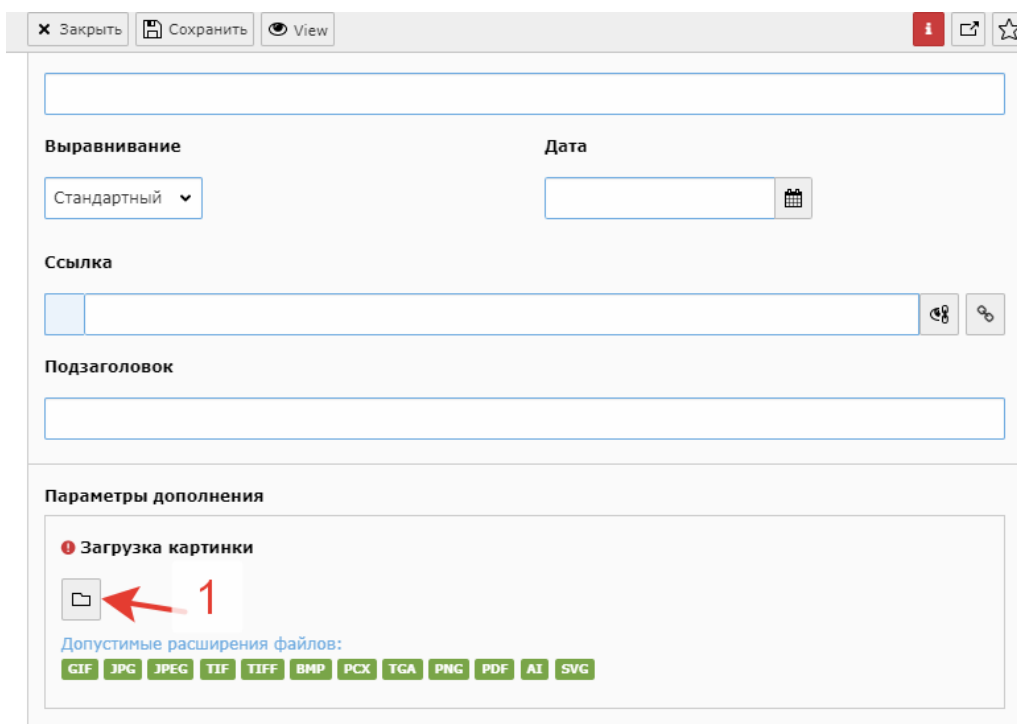 Закрыть Сохранить View
Выравнивание Дата
Стандартный
Ссылка
Подзаголовок
Параметры дополнения
Загрузка картинки
1
Допустимые расширения файлов:
GIF JPG JPEG TIF TIFF BMP PCX TGA PNG PDF AI SVG